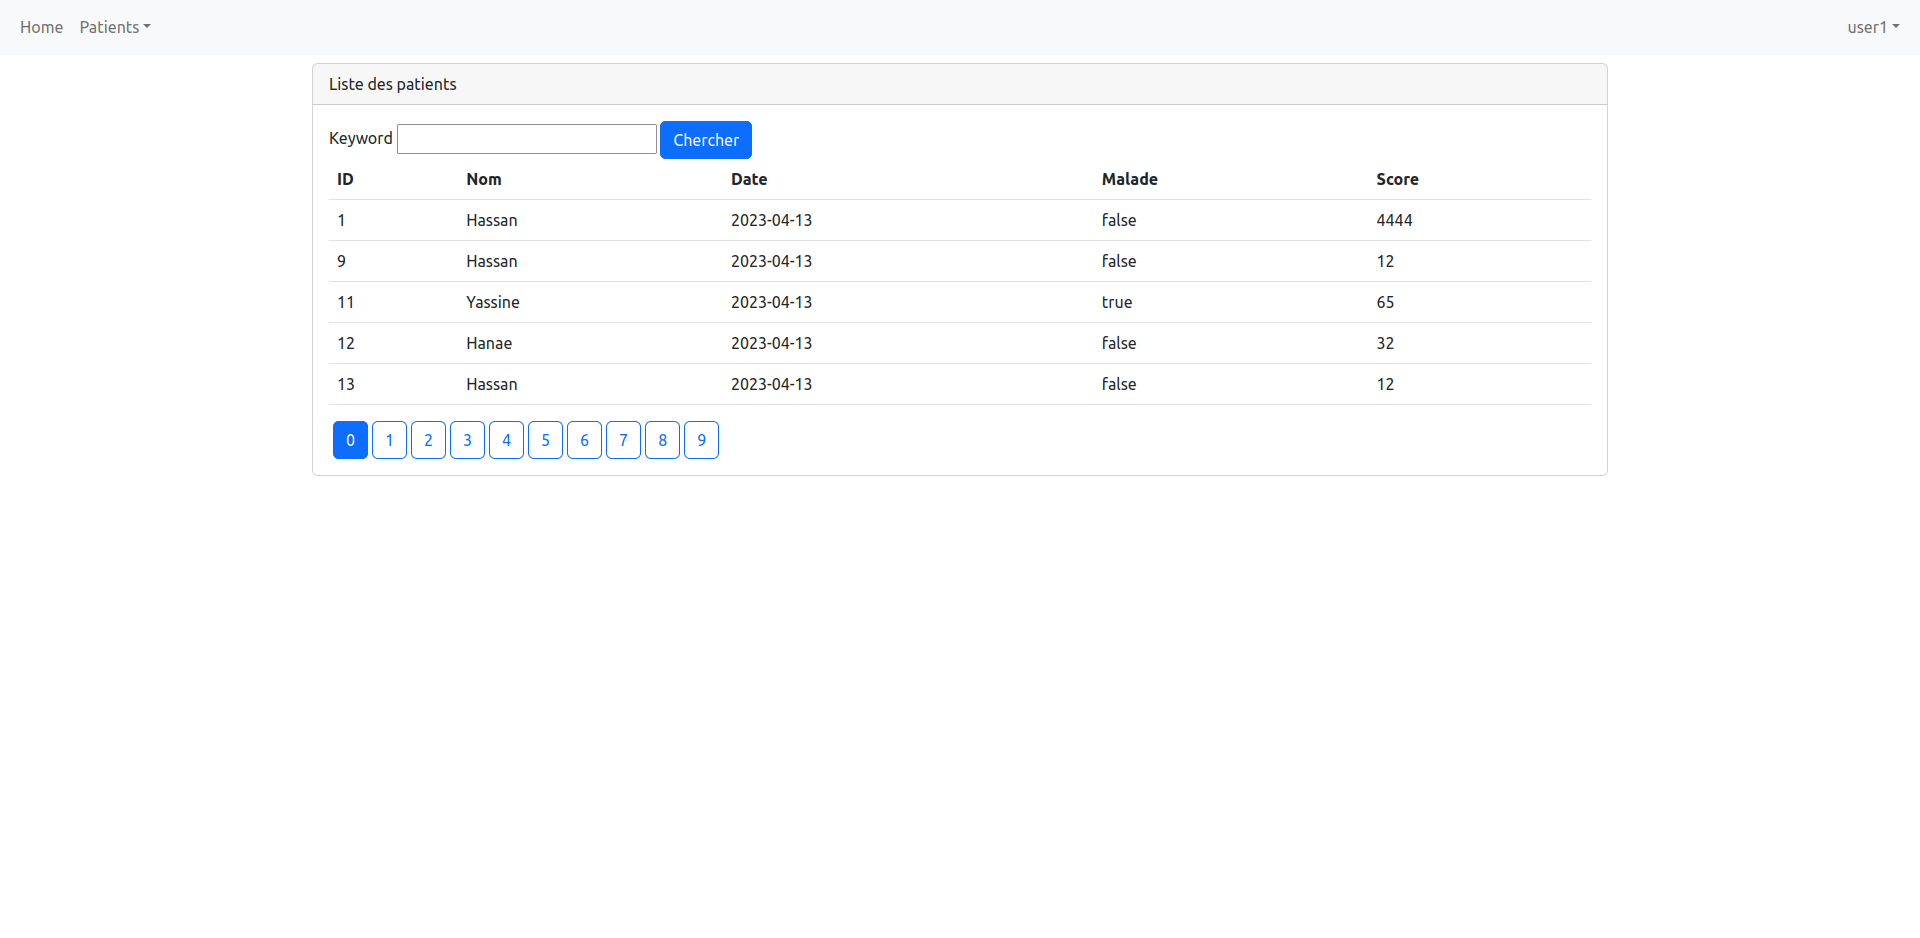 Home Patients user1
Liste des patients
Keyword Chercher
ID Nom Date Malade Score
1 Hassan 2023-04-13 false 4444
9 Hassan 2023-04-13 false 12
11 Yassine 2023-04-13 true 65
12 Hanae 2023-04-13 false 32
13 Hassan 2023-04-13 false 12
0 1 2 3 4 5 6 7 8 9